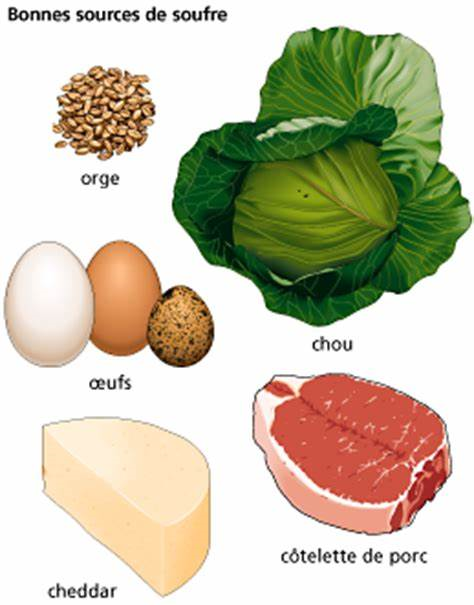 Bonnes sources de soufre
orge
chou
œufs
côtelette de porc
cheddar